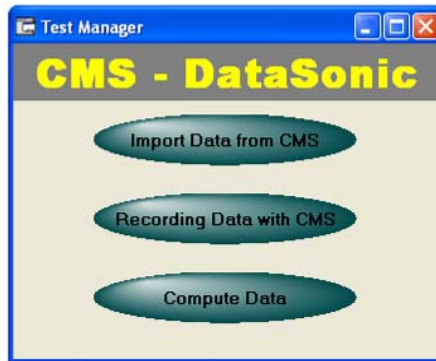 Test Manager
CMS - DataSonic
Import Data from CMS
Recording Data with CMS
Compute Data